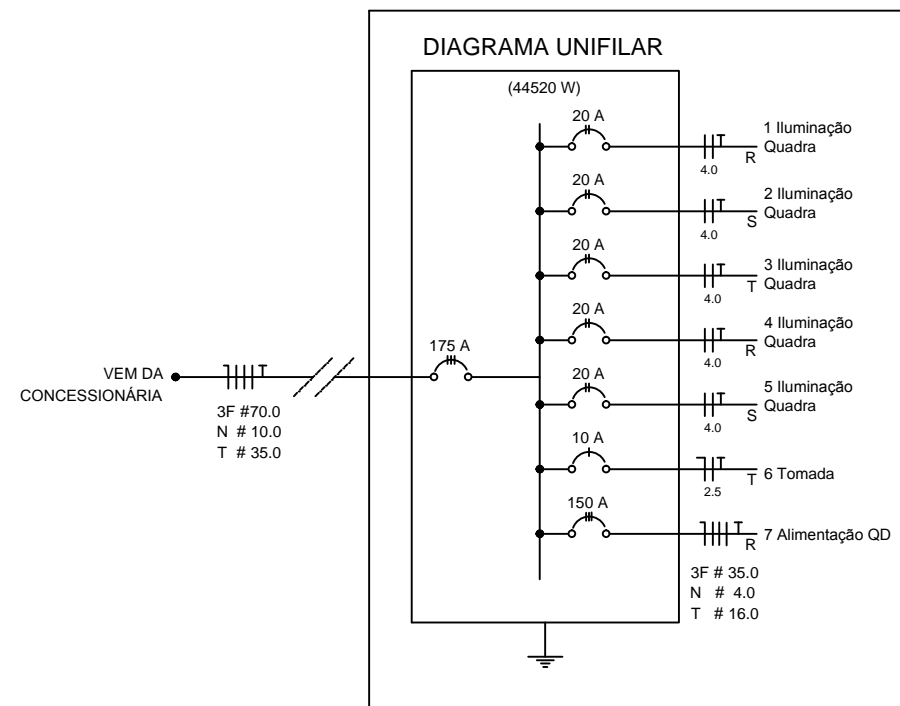 DIAGRAMA UNIFILAR
(44520 W)
20 A
1 Iluminação
Quadra
R
4.0
20 A
2 Iluminação
Quadra
S
4.0
20 A
3 Iluminação
Quadra
T
4.0
20 A
4 Iluminação
Quadra
R
4.0
175 A
VEM DA
CONCESSIONÁRIA
3F #70.0
N # 10.0
T # 35.0
20 A
5 Iluminação
Quadra
S
4.0
10 A
6 Tomada
T
2.5
150 A
7 Alimentação QD
R
3F # 35.0
N # 4.0
T # 16.0